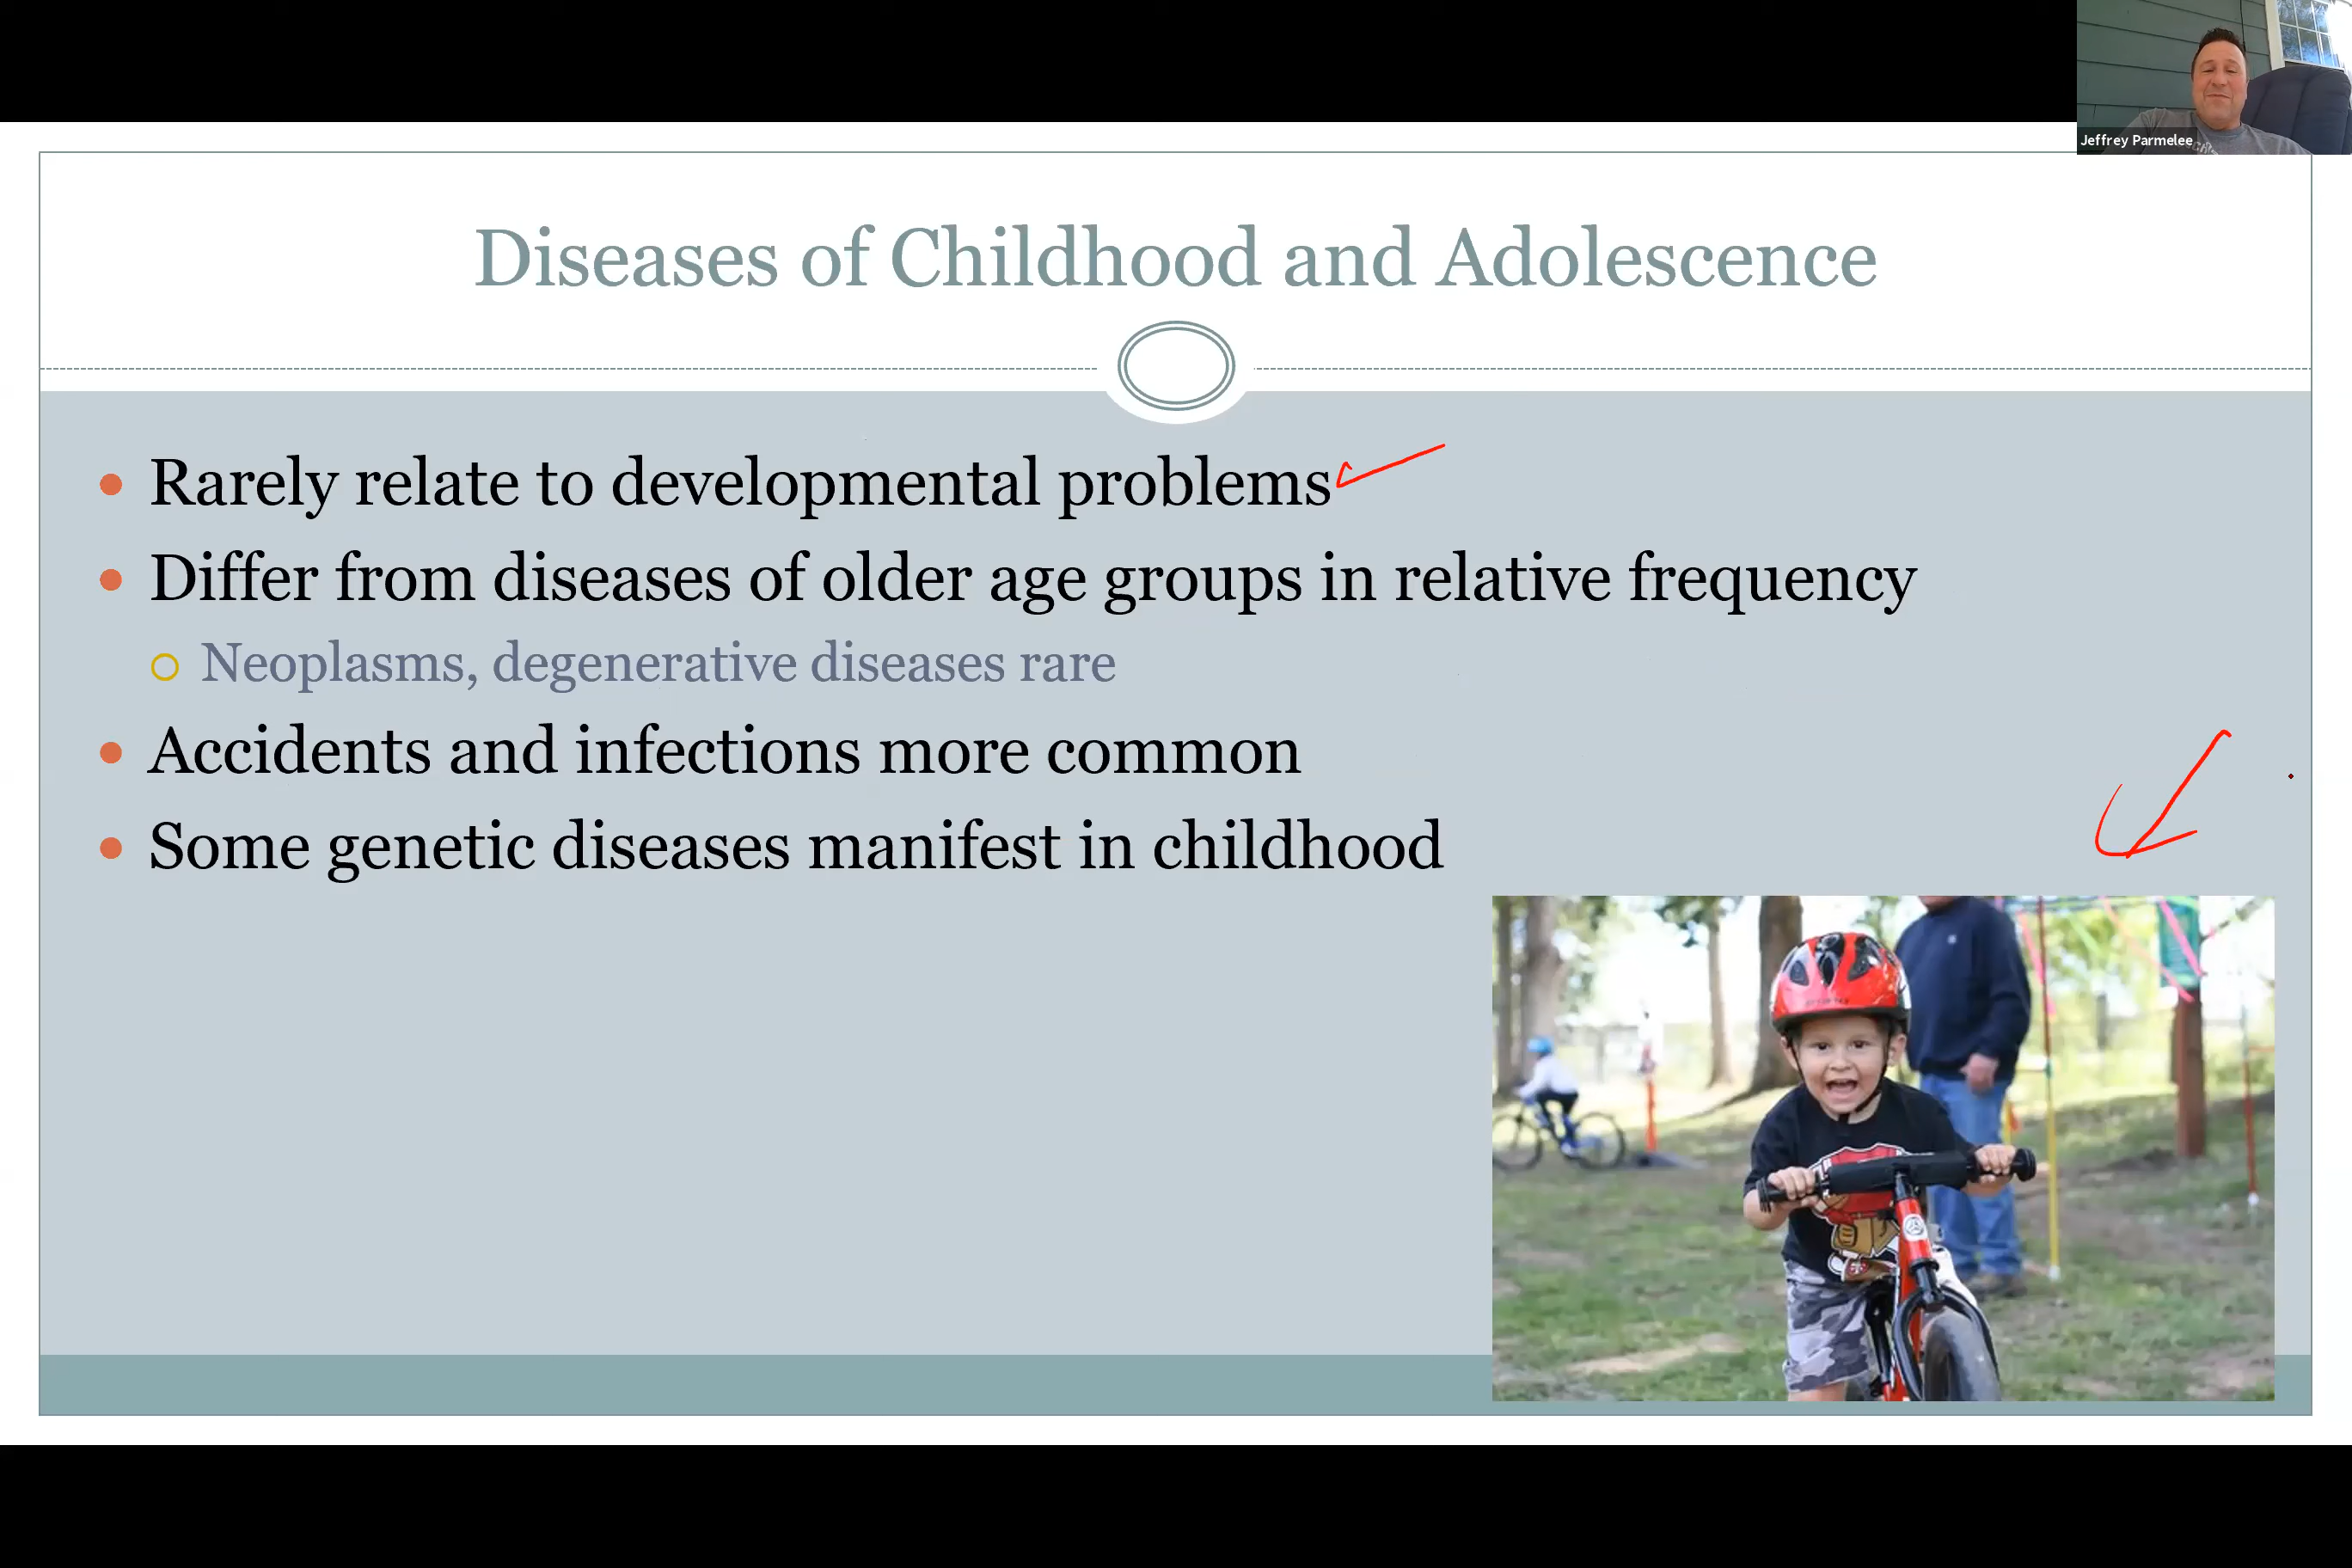 Jeffrey Parmelee
Diseases of Childhood and Adolescence
Rarely relate to developmental problems
Differ from diseases of older age groups in relative frequency
Neoplasms, degenerative diseases rare
Accidents and infections more common
Some genetic diseases manifest in childhood